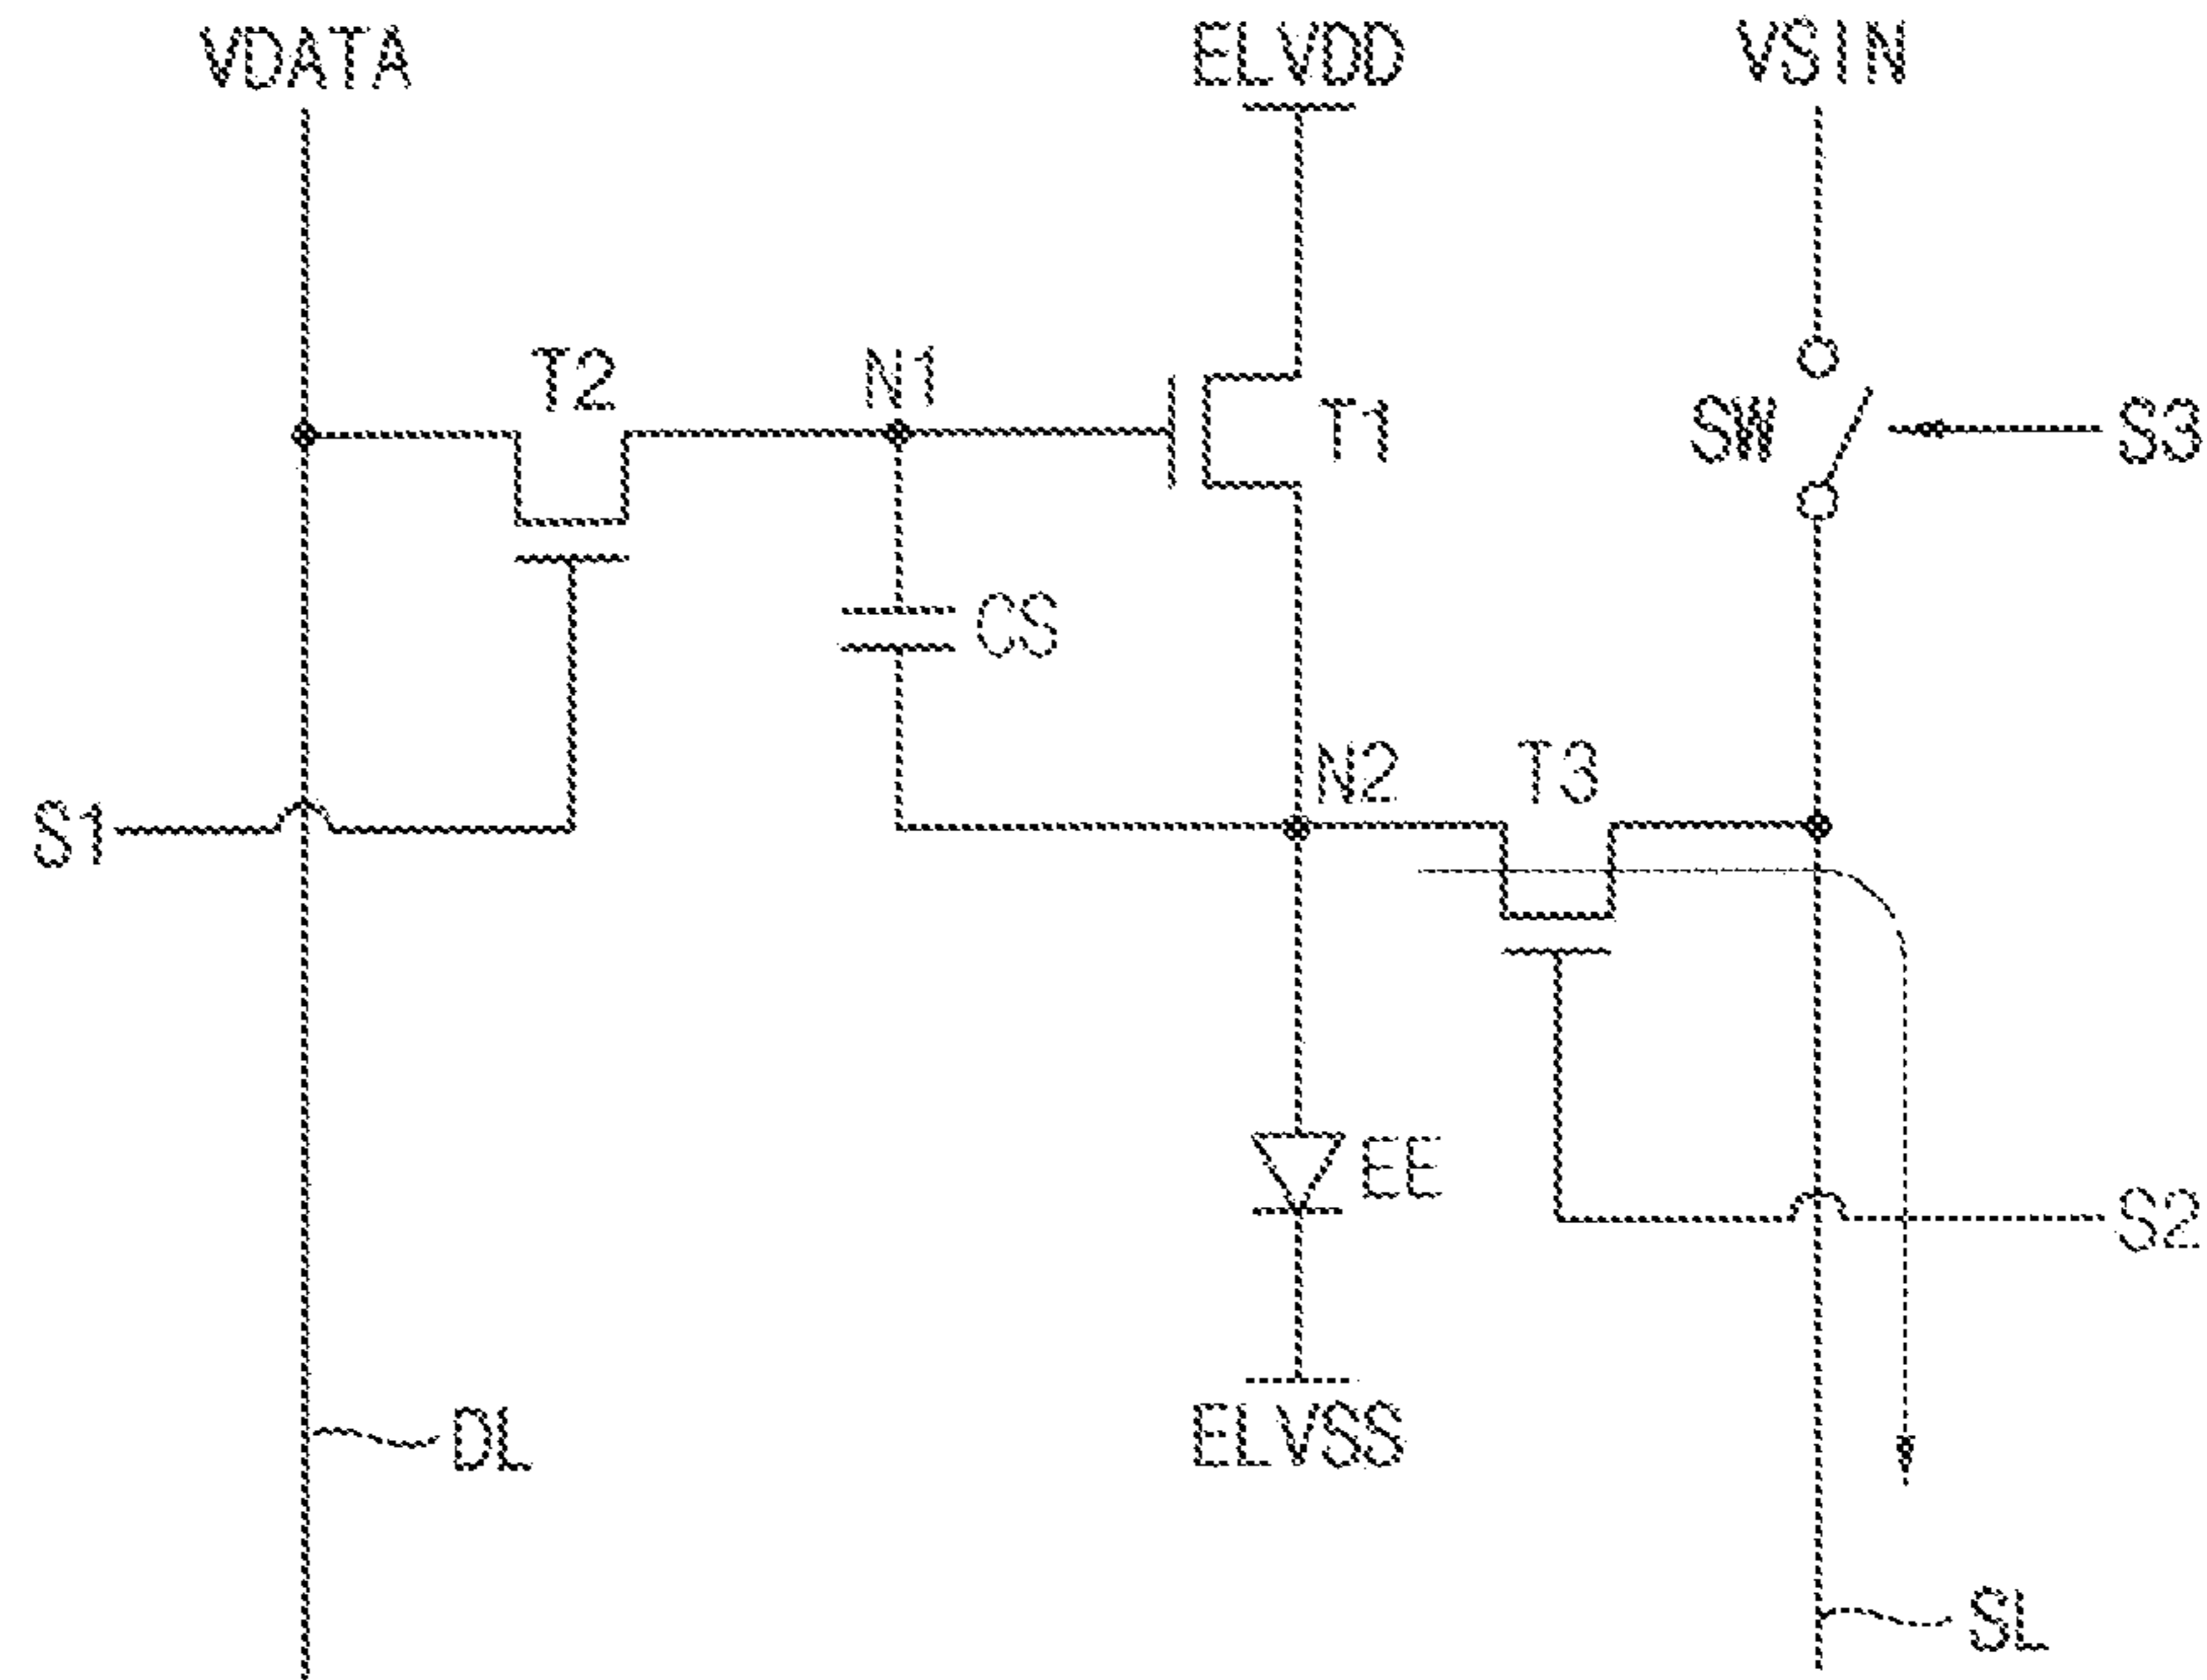 VDATA
ELVDD
VSIN
T2
N1
T1
SW
S3
CS
N2
T3
S1
EE
S2
DL
ELVSS
SL